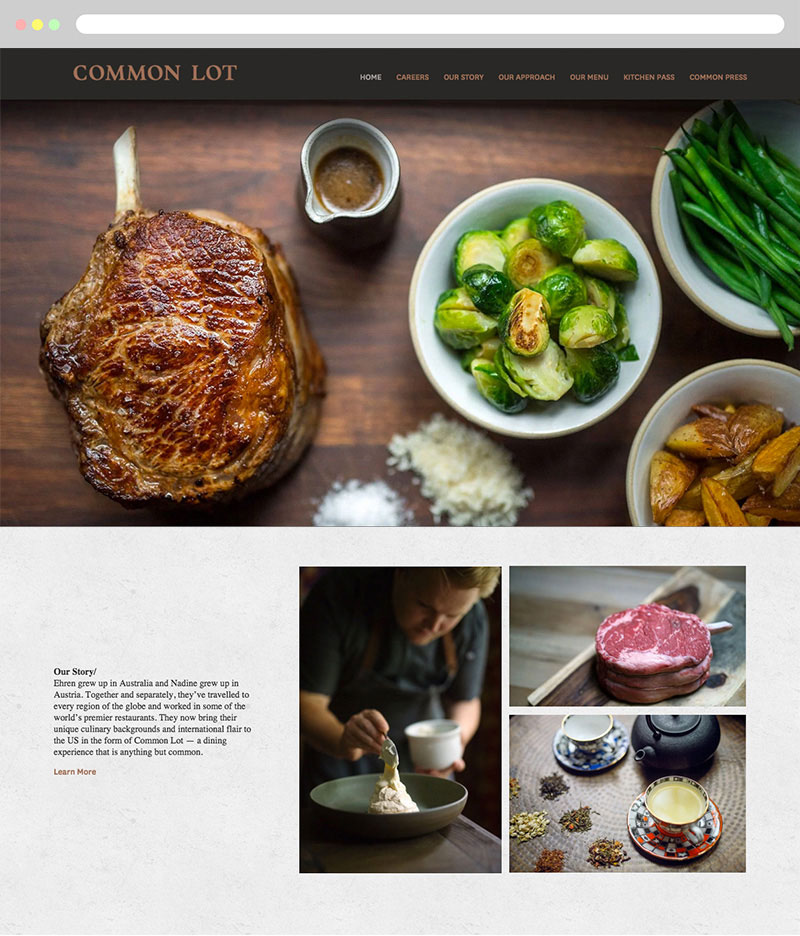 COMMON LOT
HOME CAREERS OUR STORY OUR APPROACH OUR MENU KITCHEN PASS COMMON PRESS
Our Story/
Ehren grew up in Australia and Nadine grew up in
Austria. Together and separately, they've travelled to
every region of the globe and worked in some of the
world's premier restaurants. They now bring their
unique culinary backgrounds and international flair to
the US in the form of Common Lot — a dining
experience that is anything but common.
Learn More